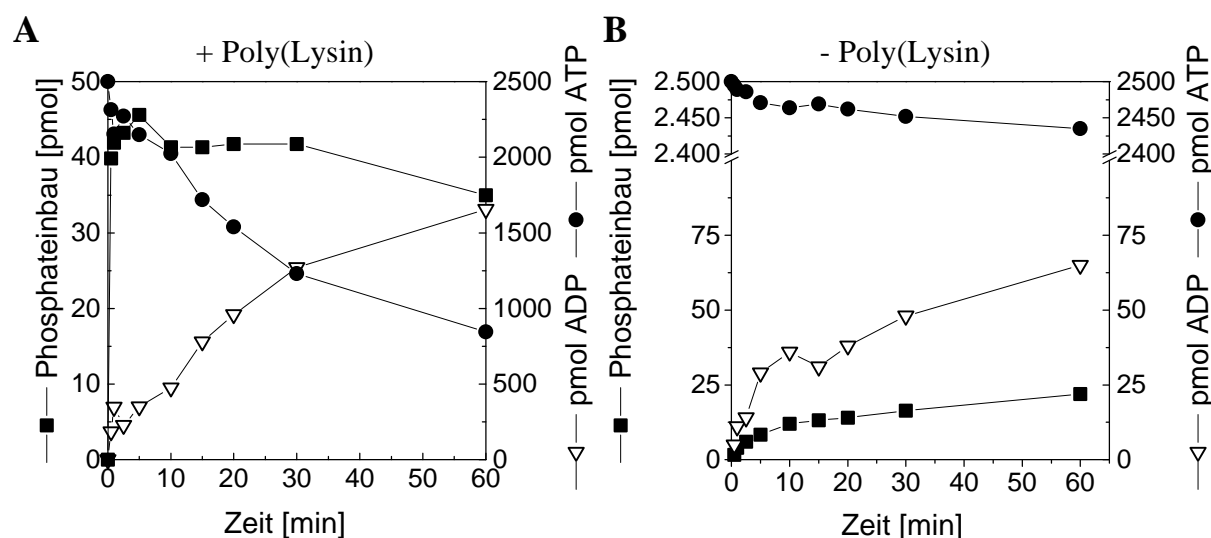 A
+ Poly(Lysin)
50
40
30
20
10
0
2500
2000
1500
1000
500
0
0 10 20 30 40 50 60
Zeit [min]
Phosphateinbau [pmol]
pmol ADP
pmol ATP
B
- Poly(Lysin)
2.500
2.450
2.400
75
50
25
0
2500
2450
2400
75
50
25
0
0 10 20 30 40 50 60
Zeit [min]
Phosphateinbau [pmol]
pmol ADP
pmol ATP